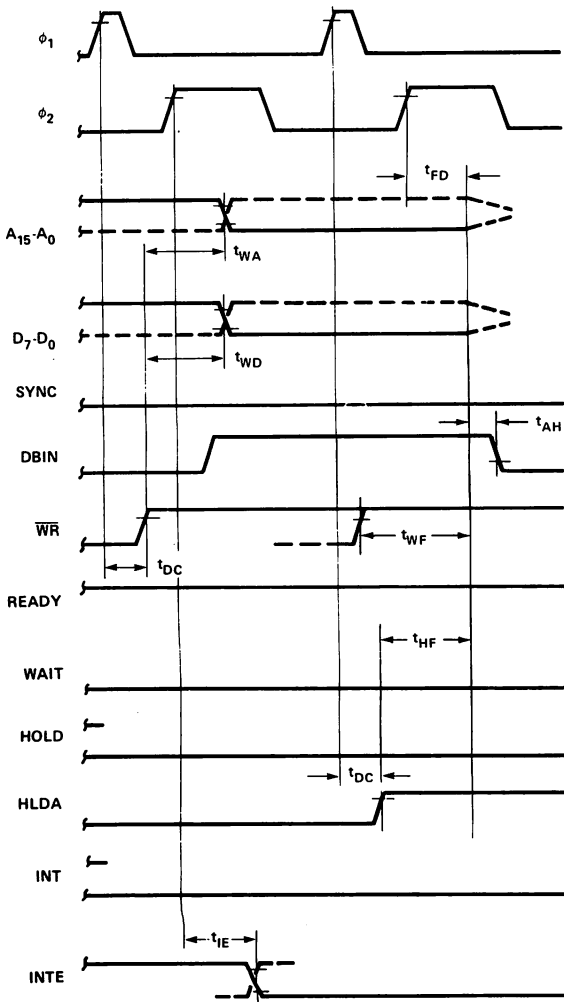 ϕ1
ϕ2
tFD
A15-A0
tWA
D7-D0
tWD
SYNC
tAH
DBIN
WR
tWF
tDC
READY
tHF
WAIT
HOLD
tDC
HLDA
INT
tIE
INTE